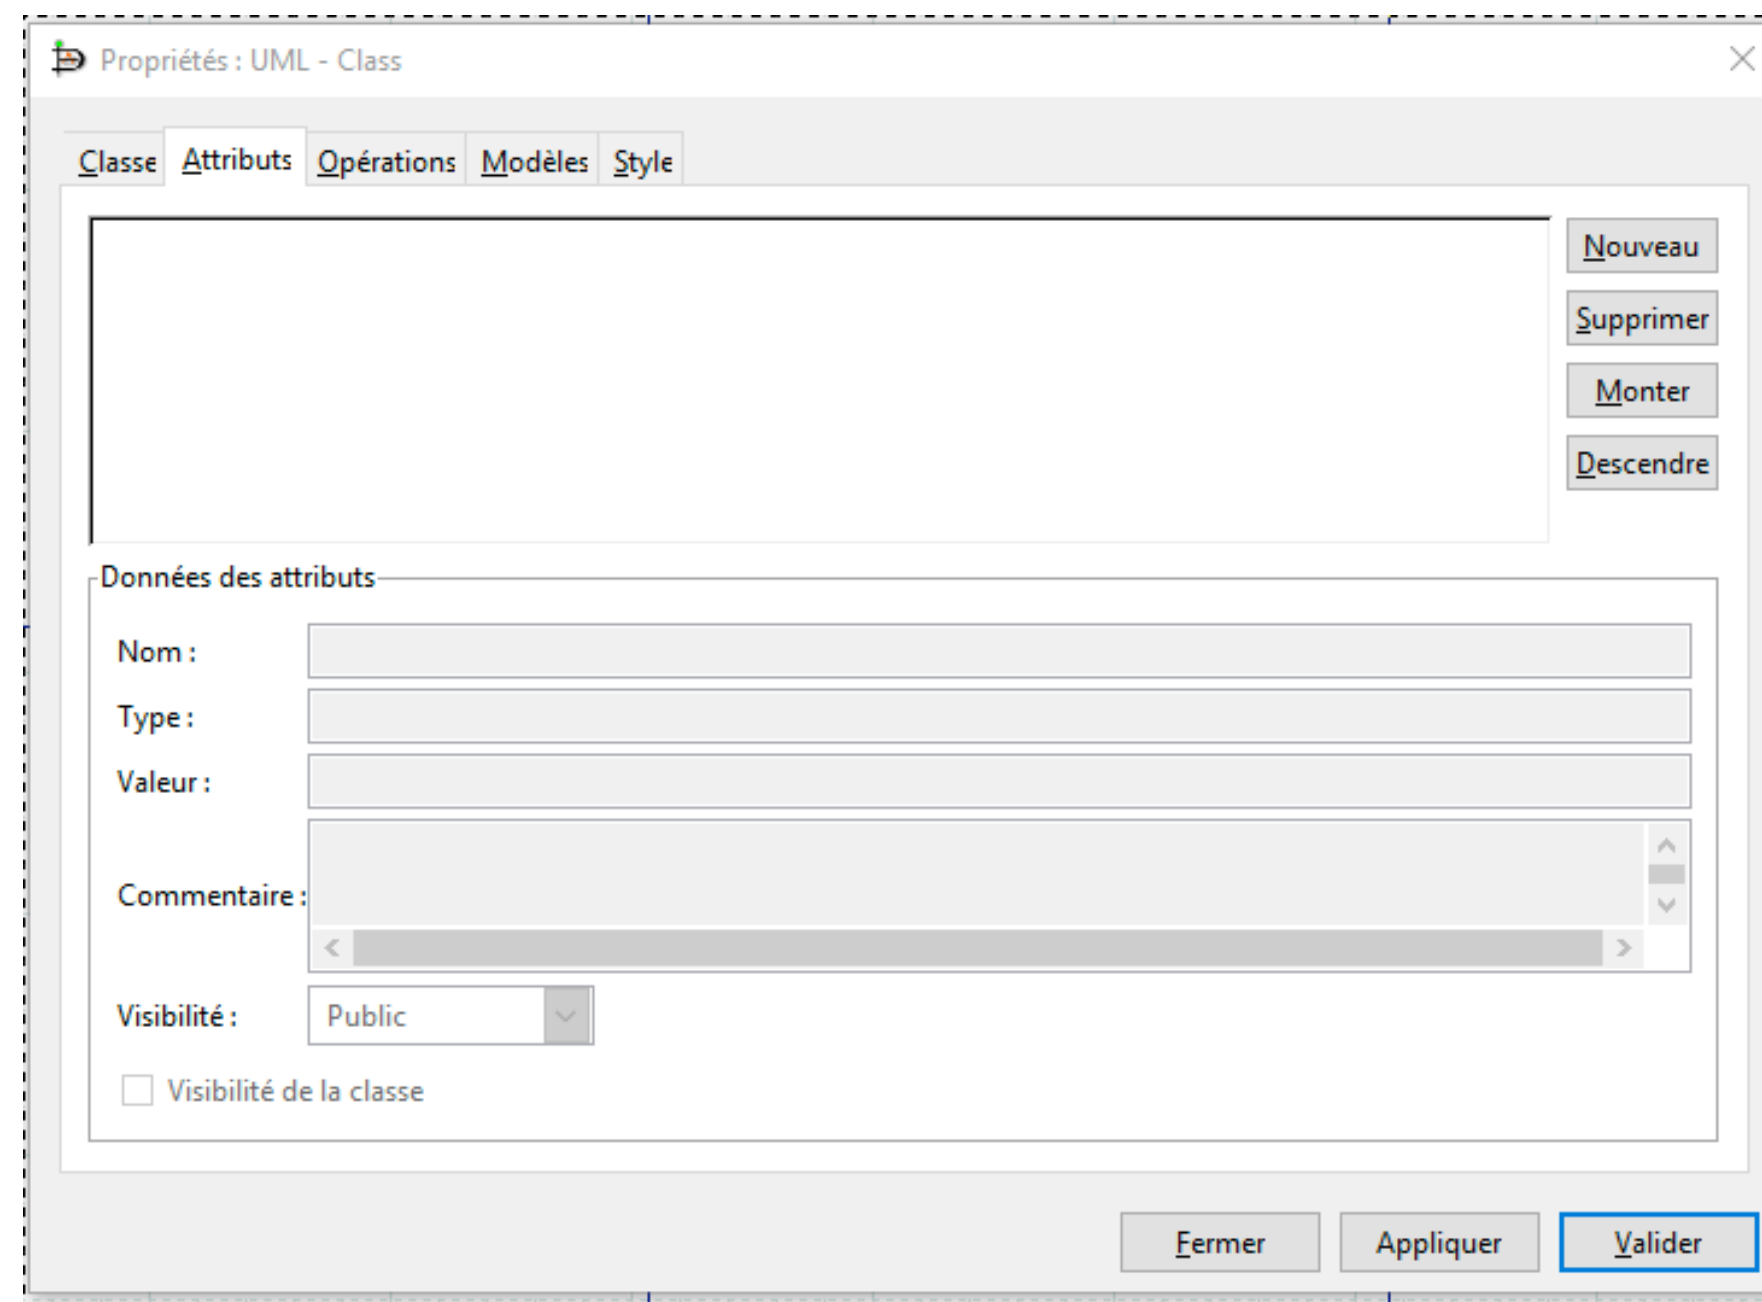 Propriétés : UML - Class
Classe Attributs Opérations Modèles Style
Nouveau
Supprimer
Monter
Descendre
Données des attributs
Nom :
Type :
Valeur :
Commentaire :
Visibilité : Public
Visibilité de la classe
Fermer Appliquer Valider